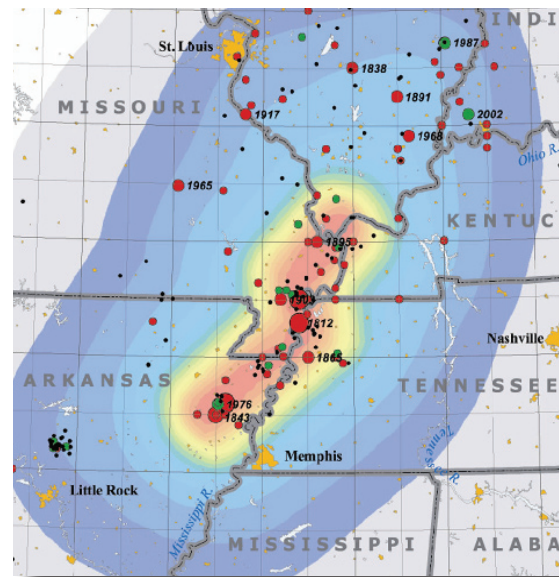 INDI
1987
St. Louis
1838
MISSOURI
1891
1917
2002
1968
Ohio R.
1965
KENTUC
1895
1903
1812
Nashville
1865
ARKANSAS
TENNESSEE
1976
1843
Memphis
Tennessee R.
Little Rock
Mississippi R.
MISSISSIPPI
ALABA